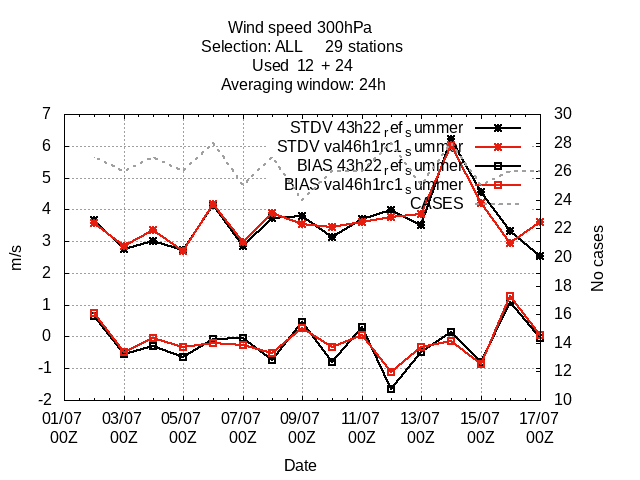 Wind speed 300hPa
Selection: ALL 29 stations
Used 12 + 24
Averaging window: 24h
7 30
6 28
5 26
4 24
3 22
2 20
1 18
0 16
-1 14
-2 12
10
STDV 43h22_ref_summer
STDV val46h1rc1_summer
BIAS 43h22_ref_summer
BIAS val46h1rc1_summer
CASES
m/s
No cases
01/07 03/07 05/07 07/07 09/07 11/07 13/07 15/07 17/07
00Z 00Z 00Z 00Z 00Z 00Z 00Z 00Z 00Z
Date